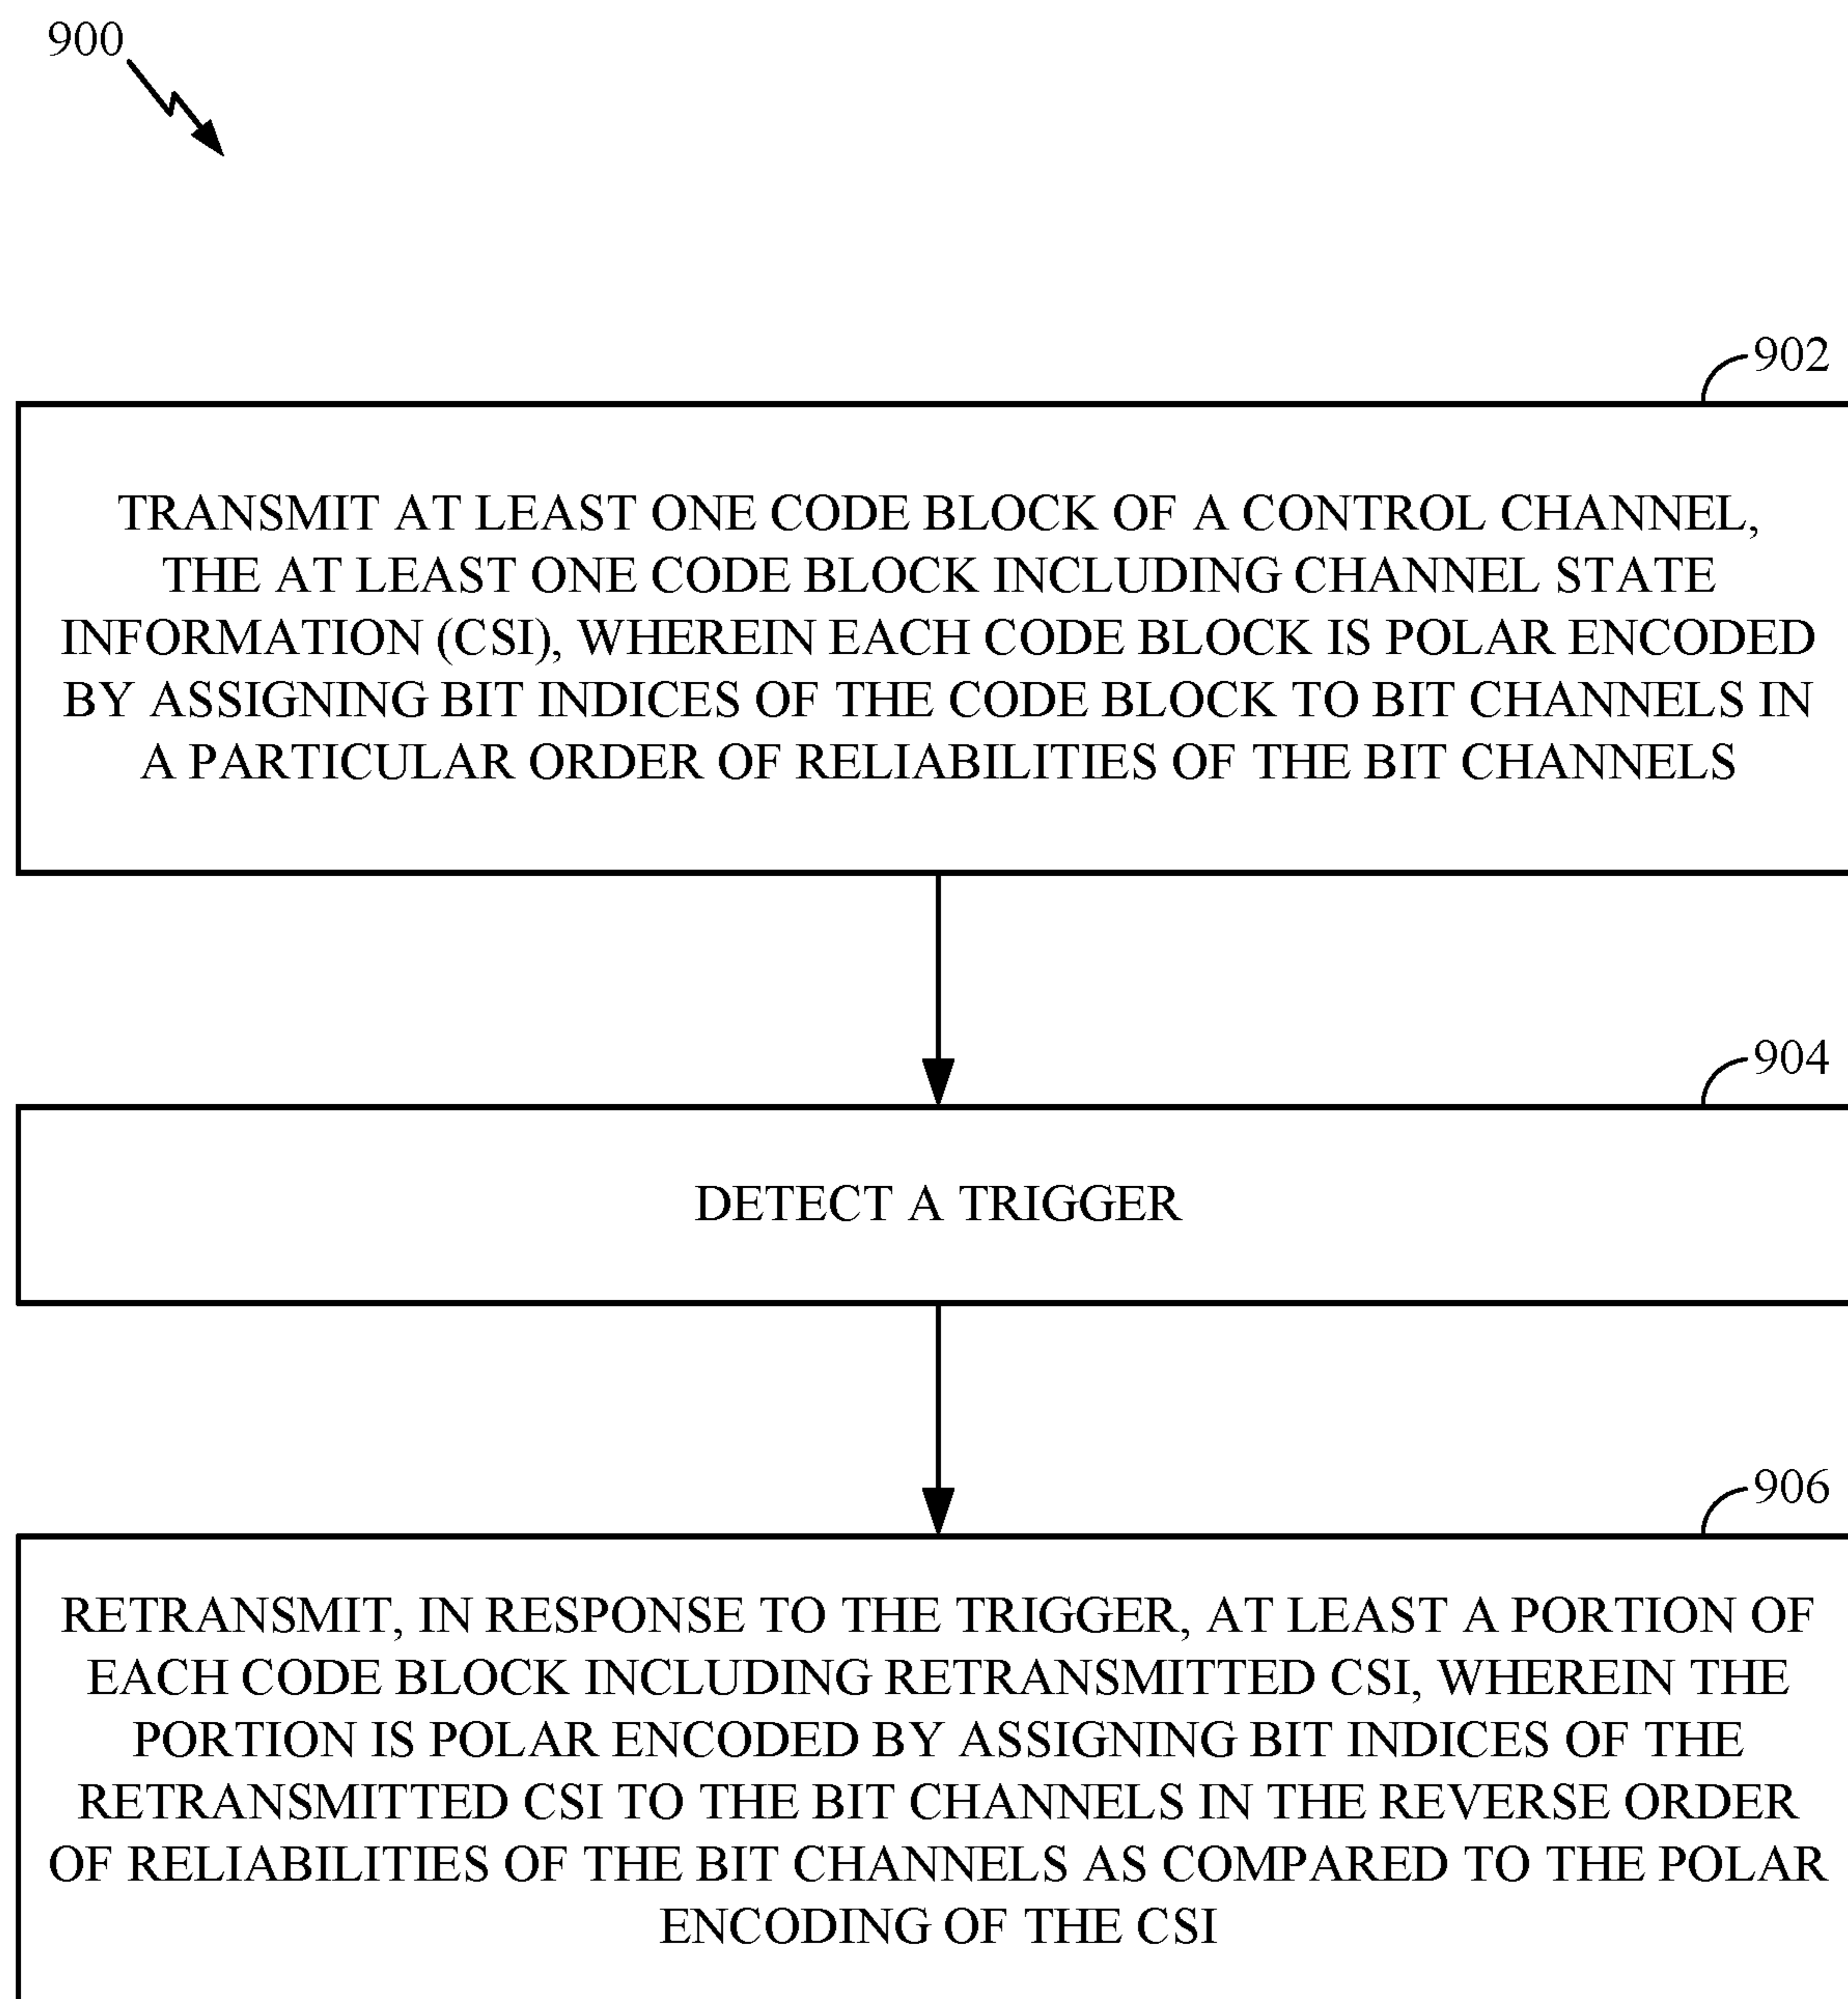 900
902
TRANSMIT AT LEAST ONE CODE BLOCK OF A CONTROL CHANNEL,
THE AT LEAST ONE CODE BLOCK INCLUDING CHANNEL STATE
INFORMATION (CSI), WHEREIN EACH CODE BLOCK IS POLAR ENCODED
BY ASSIGNING BIT INDICES OF THE CODE BLOCK TO BIT CHANNELS IN
A PARTICULAR ORDER OF RELIABILITIES OF THE BIT CHANNELS
904
DETECT A TRIGGER
906
RETRANSMIT, IN RESPONSE TO THE TRIGGER, AT LEAST A PORTION OF
EACH CODE BLOCK INCLUDING RETRANSMITTED CSI, WHEREIN THE
PORTION IS POLAR ENCODED BY ASSIGNING BIT INDICES OF THE
RETRANSMITTED CSI TO THE BIT CHANNELS IN THE REVERSE ORDER
OF RELIABILITIES OF THE BIT CHANNELS AS COMPARED TO THE POLAR
ENCODING OF THE CSI